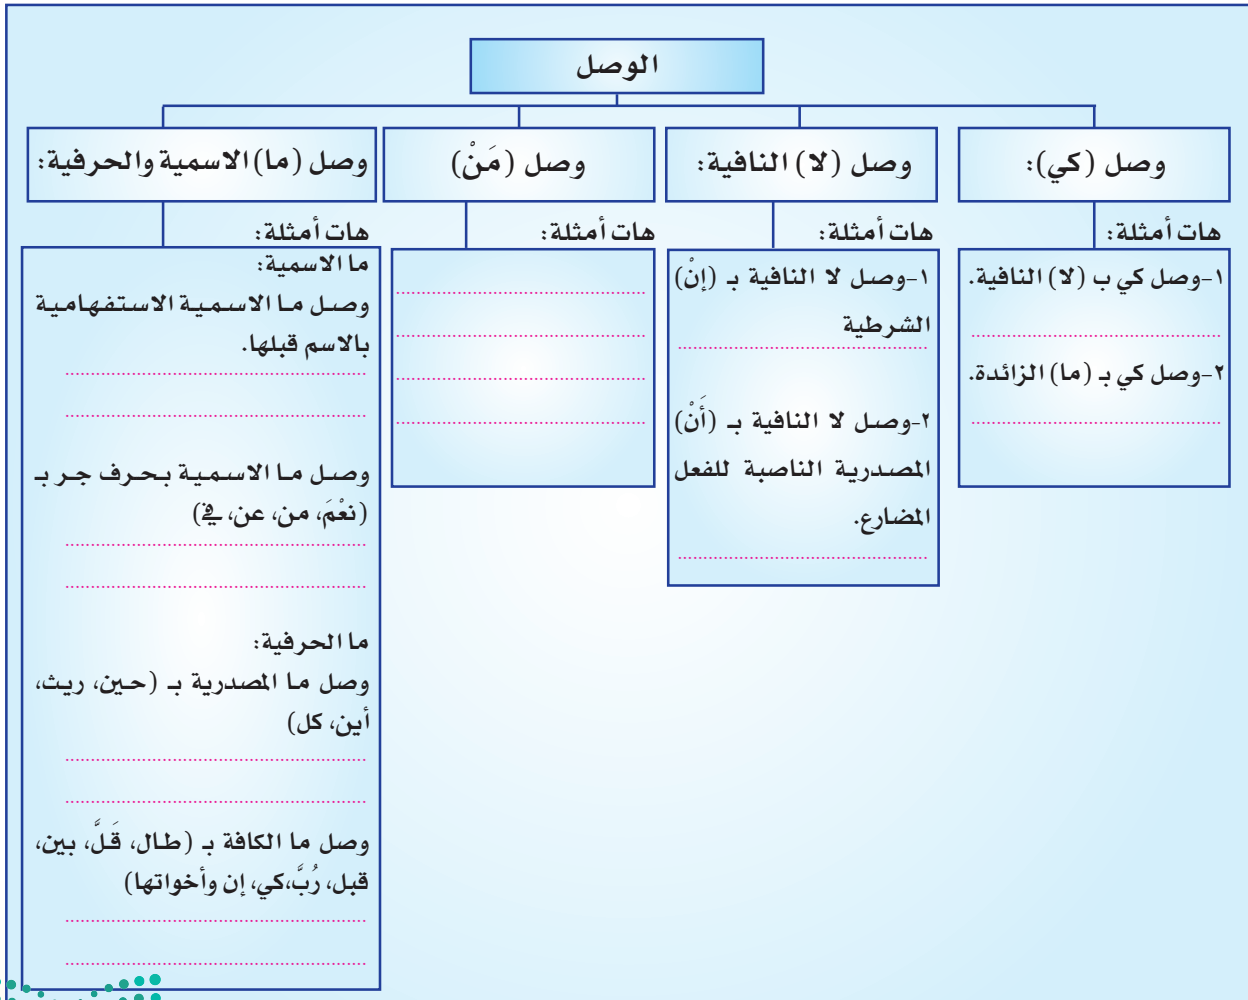 الوصل
وصل (كي):
هات أمثلة:
١-وصل كي ب (لا) النافية.
٢-وصل كي بـ (ما) الزائدة.
وصل (لا) النافية:
هات أمثلة:
١-وصل لا النافية بـ (إنْ)
الشرطية
٢-وصل لا النافية بـ (أَنْ)
المصدرية الناصبة للفعل
المضارع.
وصل (مَنْ)
هات أمثلة:
وصل (ما) الاسمية والحرفية:
هات أمثلة:
ما الاسمية:
وصل ما الاسمية الاستفهامية
بالاسم قبلها.
وصل ما الاسمية بحرف جر بـ
(نعْمَ، من، عن، في)
ما الحرفية:
وصل ما المصدرية بـ (حين، ريث،
أين، كل)
وصل ما الكافة بـ (طال، قَلَّ، بين،
قبل، رُبَّ،كي، إن وأخواتها)